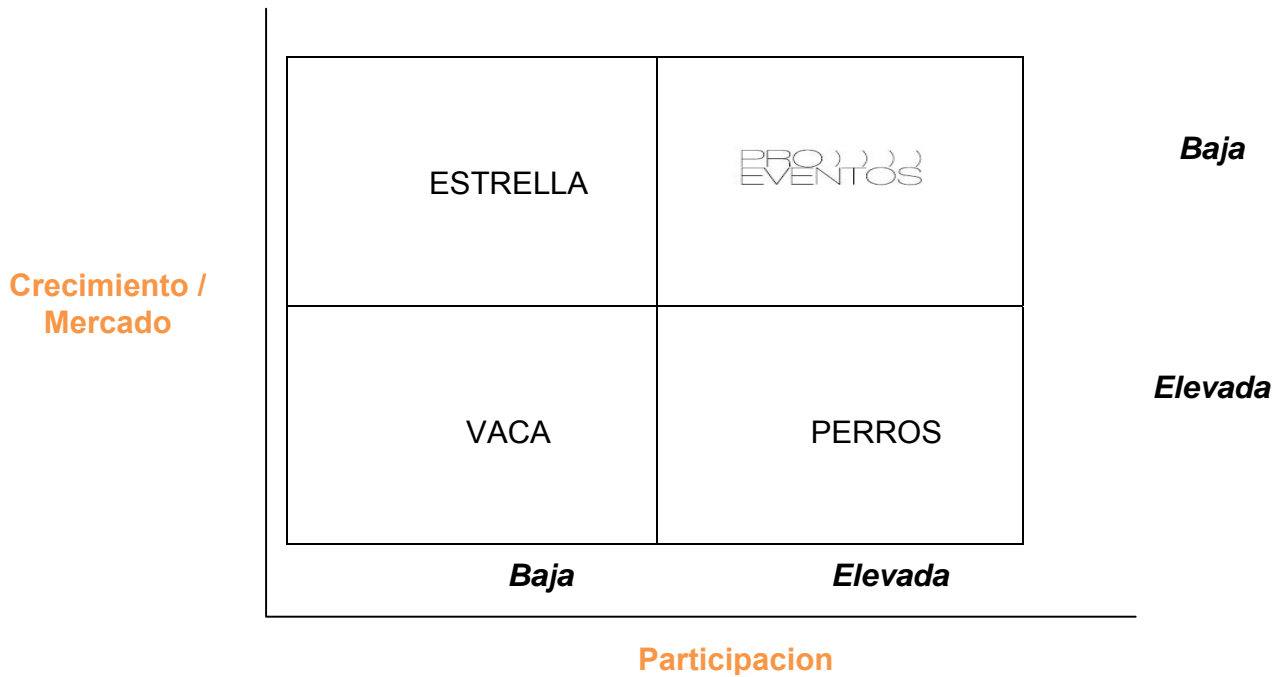 Baja
ESTRELLA
PRO
EVENTOS
Crecimiento /
Mercado
Elevada
VACA
PERROS
Baja
Elevada
Participacion